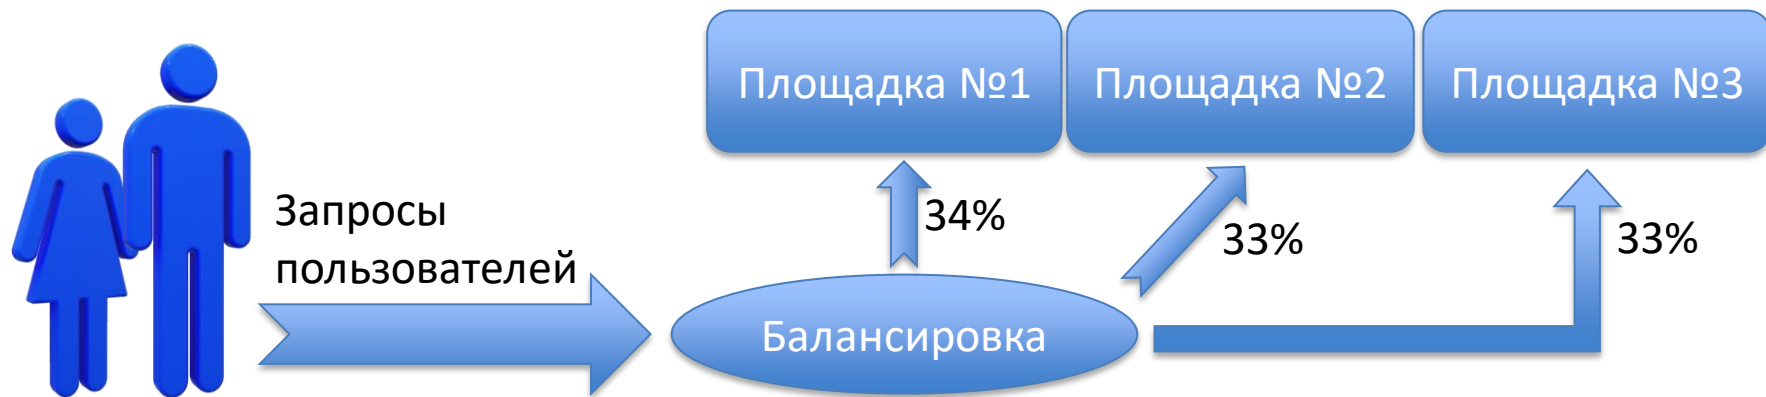 Площадка №1
Площадка №2
Площадка №3
Запросы
пользователей
34%
33%
33%
Балансировка